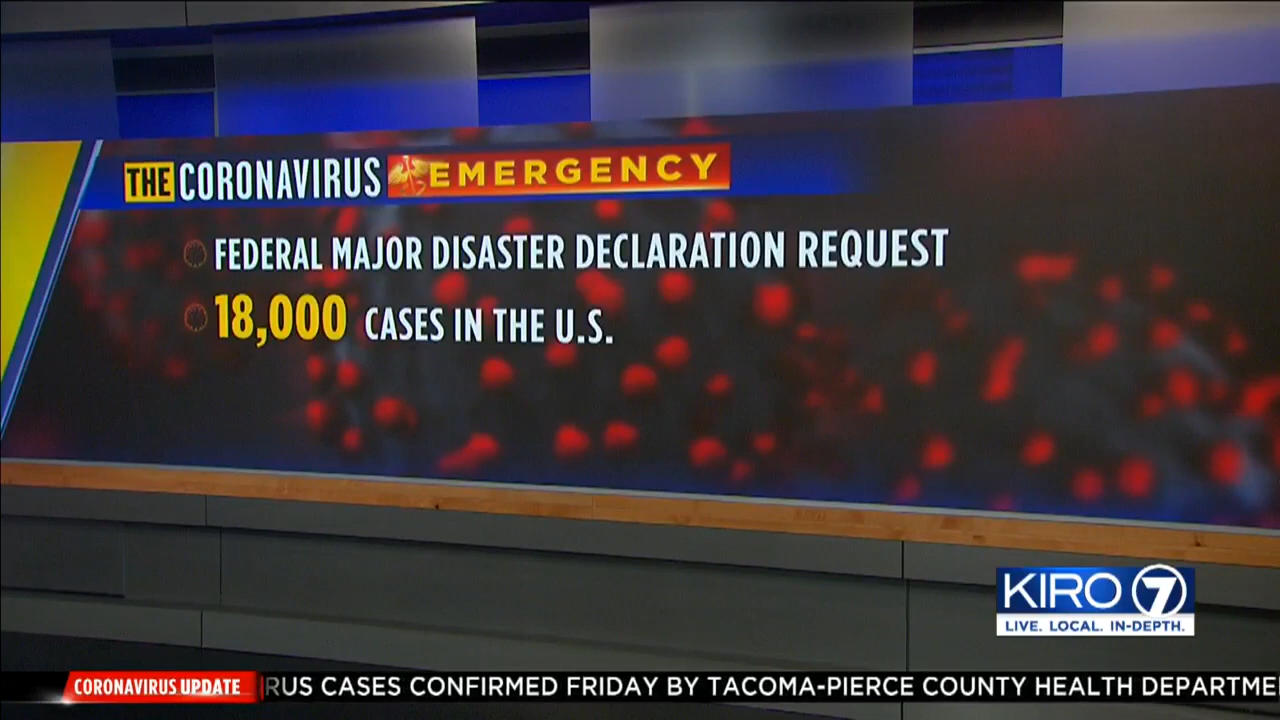 THE CORONAVIRUS EMERGENCY
FEDERAL MAJOR DISASTER DECLARATION REQUEST
18,000 CASES IN THE U.S.
KIRO 7
LIVE. LOCAL. IN-DEPTH.
CORONAVIRUS UPDATE RUS CASES CONFIRMED FRIDAY BY TACOMA-PIERCE COUNTY HEALTH DEPARTME